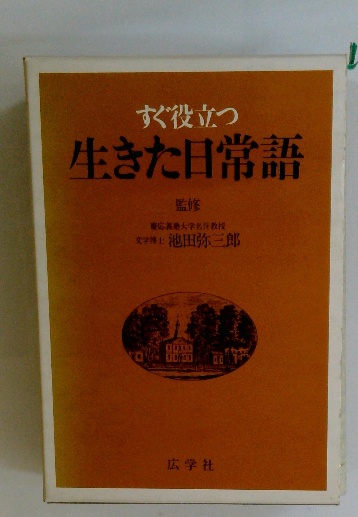 すぐ役立つ
生きた日常語
監修
慶応義塾大学名誉教授
文学博士 池田弥三郎
広学社